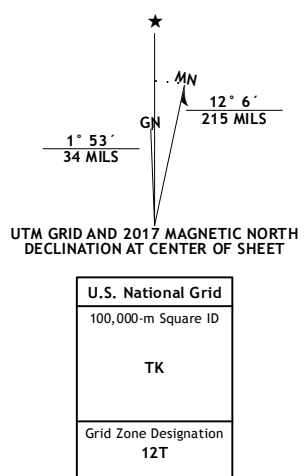 MN
GN
12° 6´
215 MILS
1° 53´
34 MILS
UTM GRID AND 2017 MAGNETIC NORTH
DECLINATION AT CENTER OF SHEET
U.S. National Grid
100,000-m Square ID
TK
Grid Zone Designation
12T